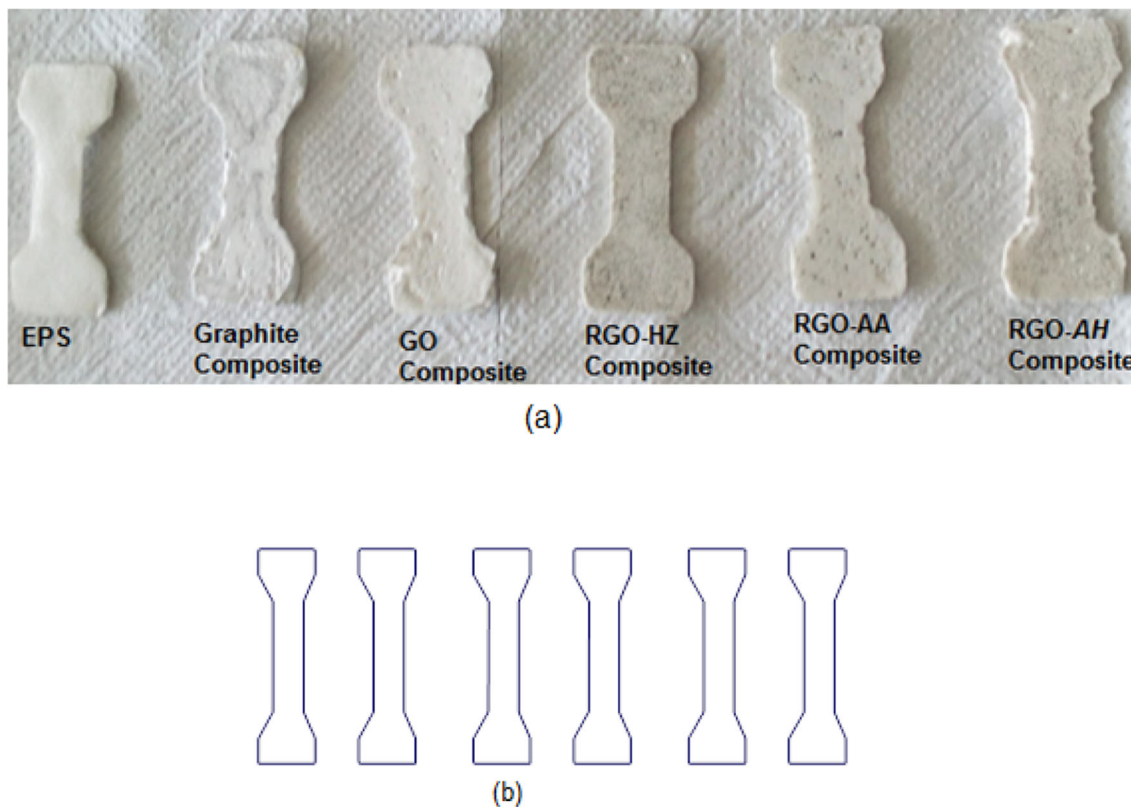 EPS
Graphite
Composite
GO
Composite
RGO-HZ
Composite
RGO-AA
Composite
RGO-AH
Composite
(a)
(b)